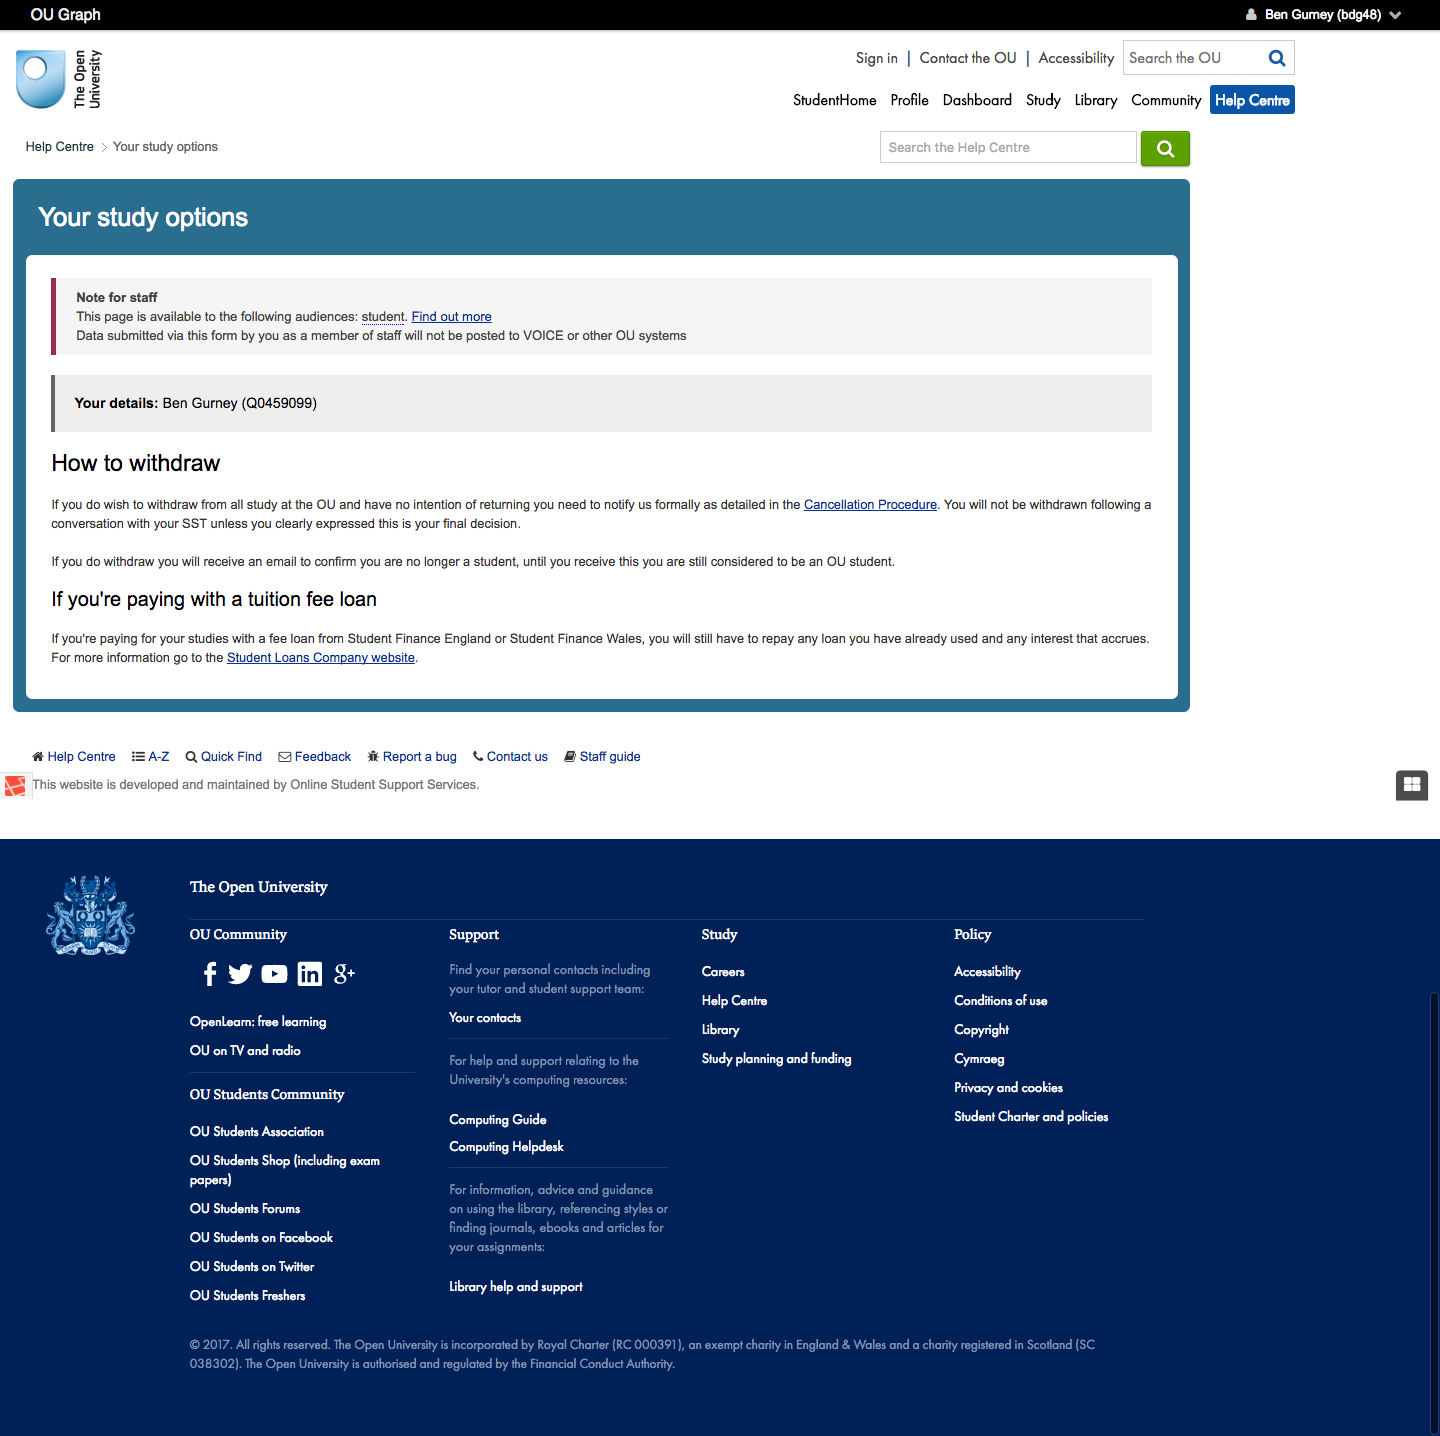 OU Graph
Ben Gurney (bdg48)
The Open
University
Sign in | Contact the OU | Accessibility
Search the OU
StudentHome Profile Dashboard Study Library Community Help Centre
Help Centre > Your study options
Search the Help Centre
Your study options
Note for staff
This page is available to the following audiences: student. Find out more
Data submitted via this form by you as a member of staff will not be posted to VOICE or other OU systems
Your details: Ben Gurney (Q0459099)
How to withdraw
If you do wish to withdraw from all study at the OU and have no intention of returning you need to notify us formally as detailed in the Cancellation Procedure. You will not be withdrawn following a
conversation with your SST unless you clearly expressed this is your final decision.
If you do withdraw you will receive an email to confirm you are no longer a student, until you receive this you are still considered to be an OU student.
If you're paying with a tuition fee loan
If you're paying for your studies with a fee loan from Student Finance England or Student Finance Wales, you will still have to repay any loan you have already used and any interest that accrues.
For more information go to the Student Loans Company website.
Help Centre A-Z Quick Find Feedback Report a bug Contact us Staff guide
This website is developed and maintained by Online Student Support Services.
The Open University
OU Community
OpenLearn: free learning
OU on TV and radio
OU Students Community
OU Students Association
OU Students Shop (including exam
papers)
OU Students Forums
OU Students on Facebook
OU Students on Twitter
OU Students Freshers
Support
Find your personal contacts including
your tutor and student support team:
Your contacts
For help and support relating to the
University's computing resources:
Computing Guide
Computing Helpdesk
For information, advice and guidance
on using the library, referencing styles or
finding journals, ebooks and articles for
your assignments:
Library help and support
Study
Careers
Help Centre
Library
Study planning and funding
Policy
Accessibility
Conditions of use
Copyright
Cymraeg
Privacy and cookies
Student Charter and policies
© 2017. All rights reserved. The Open University is incorporated by Royal Charter (RC 000391), an exempt charity in England & Wales and a charity registered in Scotland (SC
038302). The Open University is authorised and regulated by the Financial Conduct Authority.